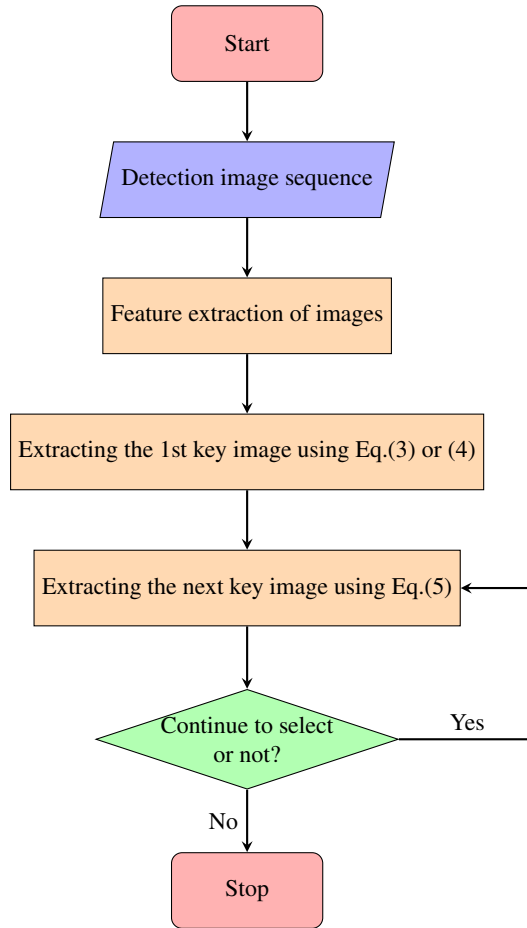 Start
Detection image sequence
Feature extraction of images
Extracting the 1st key image using Eq.(3) or (4)
Extracting the next key image using Eq.(5)
Continue to select
or not?
Yes
No
Stop